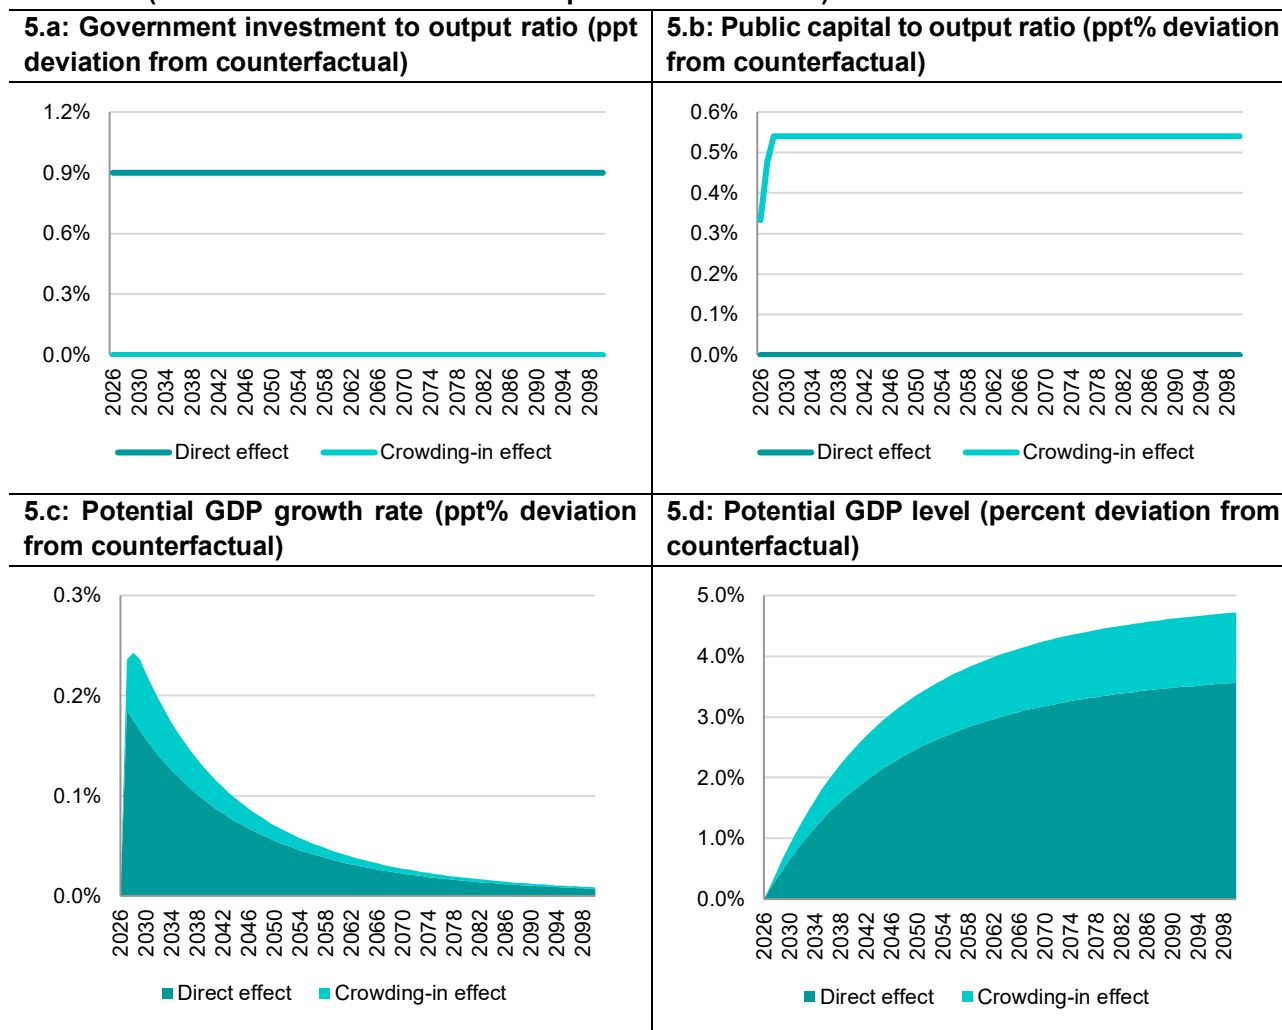 5.a: Government investment to output ratio (ppt deviation from counterfactual)
1.2%
0.9%
0.6%
0.3%
0.0%
2026 2030 2034 2038 2042 2046 2050 2054 2058 2062 2066 2070 2074 2078 2082 2086 2090 2094 2098
Direct effect Crowding-in effect
5.b: Public capital to output ratio (ppt% deviation from counterfactual)
0.6%
0.5%
0.4%
0.3%
0.2%
0.1%
0.0%
2026 2030 2034 2038 2042 2046 2050 2054 2058 2062 2066 2070 2074 2078 2082 2086 2090 2094 2098
Direct effect Crowding-in effect
5.c: Potential GDP growth rate (ppt% deviation from counterfactual)
0.3%
0.2%
0.1%
0.0%
2026 2030 2034 2038 2042 2046 2050 2054 2058 2062 2066 2070 2074 2078 2082 2086 2090 2094 2098
Direct effect Crowding-in effect
5.d: Potential GDP level (percent deviation from counterfactual)
5.0%
4.0%
3.0%
2.0%
1.0%
0.0%
2026 2030 2034 2038 2042 2046 2050 2054 2058 2062 2066 2070 2074 2078 2082 2086 2090 2094 2098
Direct effect Crowding-in effect